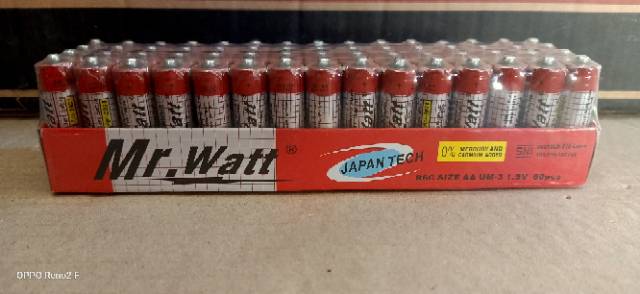 Mr. Watt ®
JAPAN TECH
0% MERCURY AND
CADMIUM ADDED
SNI
R6C SIZE AA UM-3 1.5V 60pcs
OPPO Reno2 F